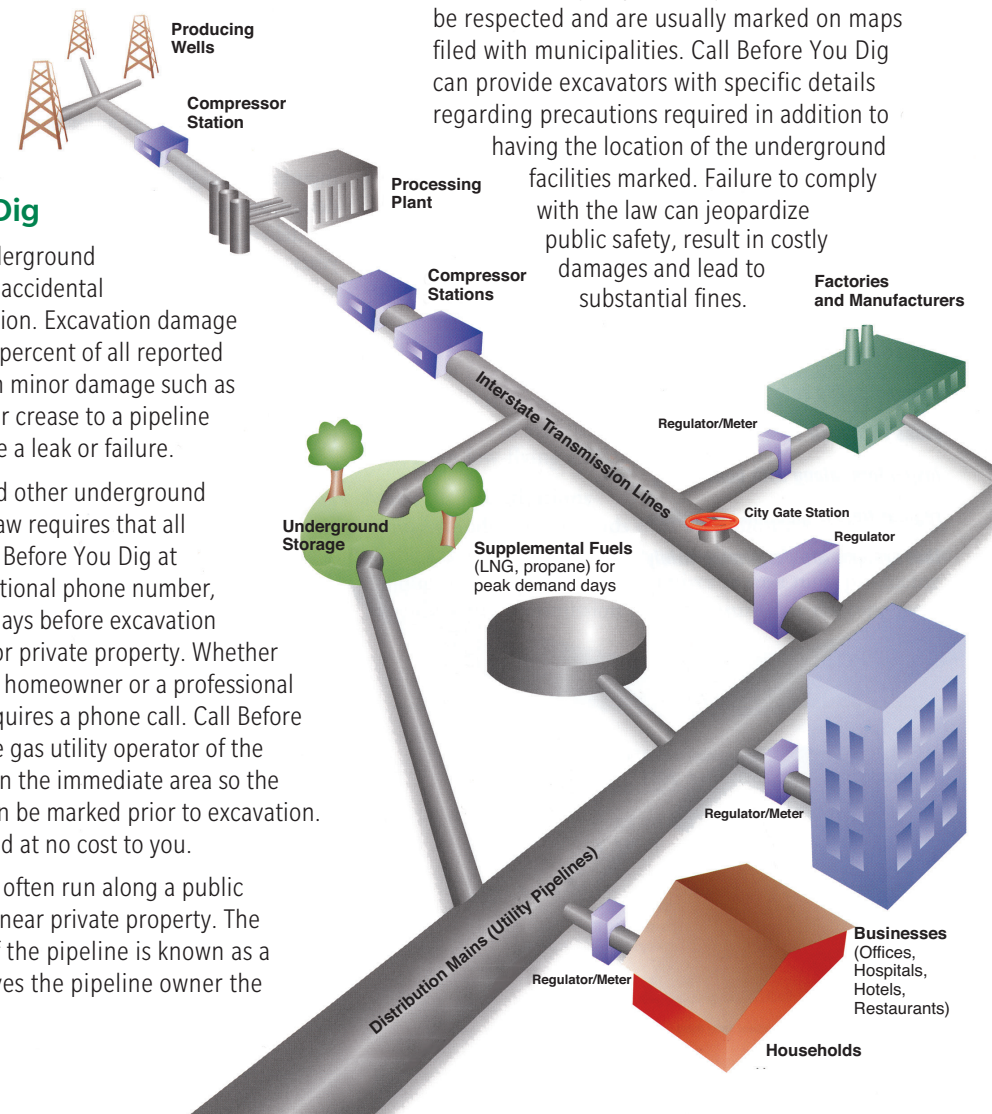 Dig
derground
accidental
tion. Excavation damage
percent of all reported
n minor damage such as
r crease to a pipeline
e a leak or failure.
d other underground
aw requires that all
Before You Dig at
tional phone number,
ays before excavation
or private property. Whether
homeowner or a professional
quires a phone call. Call Before
e gas utility operator of the
n the immediate area so the
n be marked prior to excavation.
d at no cost to you.
often run along a public
near private property. The
f the pipeline is known as a
ves the pipeline owner the
be respected and are usually marked on maps
filed with municipalities. Call Before You Dig
can provide excavators with specific details
regarding precautions required in addition to
having the location of the underground
facilities marked. Failure to comply
with the law can jeopardize
public safety, result in costly
damages and lead to
substantial fines.
Producing
Wells
Compressor
Station
Processing
Plant
Compressor
Stations
Factories
and Manufacturers
Interstate Transmission Lines
Regulator/Meter
City Gate Station
Regulator
Underground
Storage
Supplemental Fuels
(LNG, propane) for
peak demand days
Regulator/Meter
Distribution Mains (Utility Pipelines)
Businesses
(Offices,
Hospitals,
Hotels,
Restaurants)
Regulator/Meter
Households